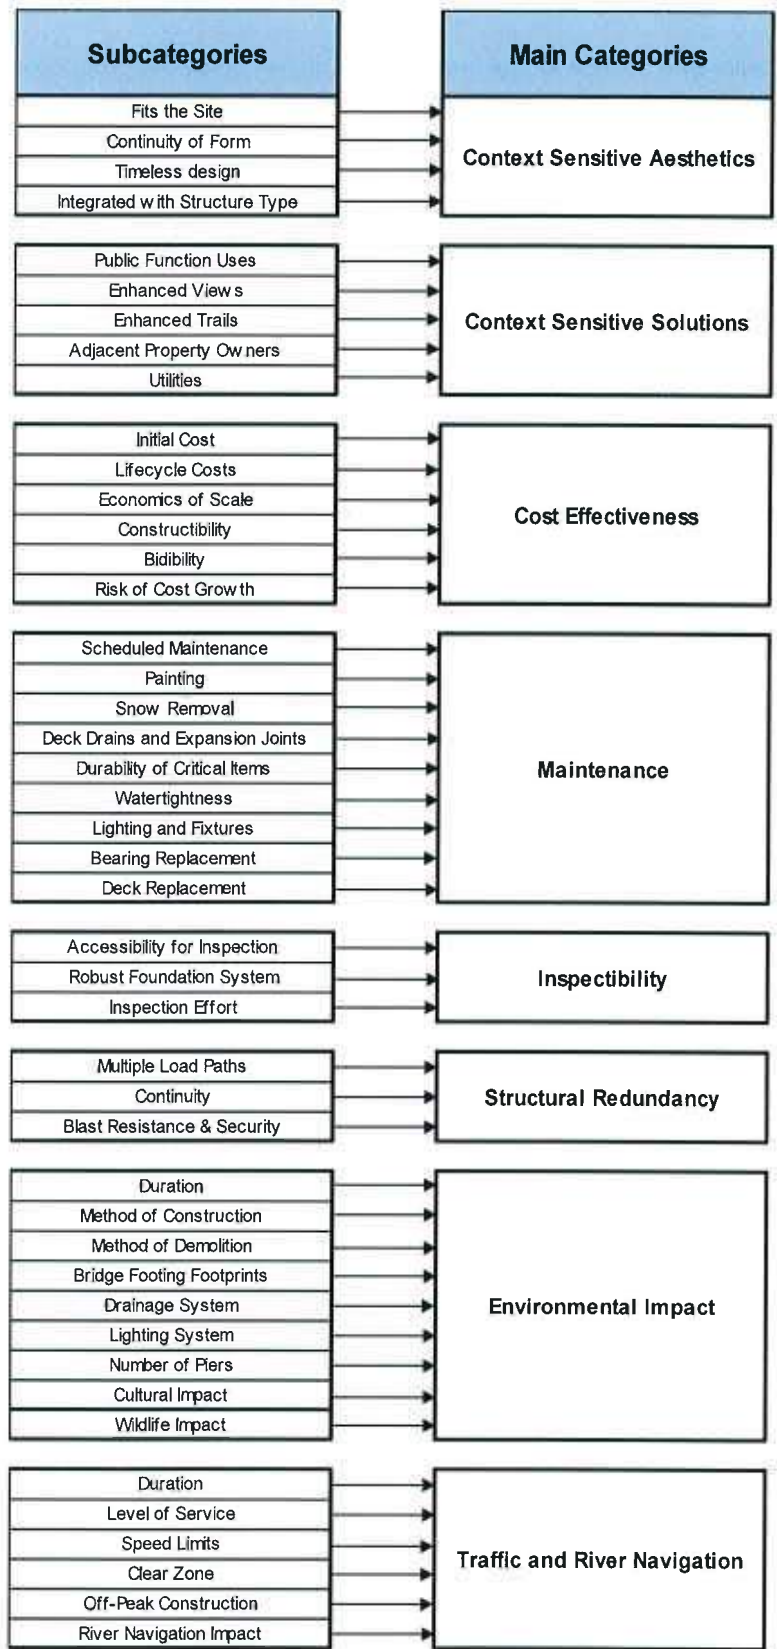 Subcategories
Main Categories
Fits the Site
Continuity of Form
Timeless design
Integrated with Structure Type
Context Sensitive Aesthetics
Public Function Uses
Enhanced Views
Enhanced Trails
Adjacent Property Owners
Utilities
Context Sensitive Solutions
Initial Cost
Lifecycle Costs
Economics of Scale
Constructibility
Bidibility
Risk of Cost Growth
Cost Effectiveness
Scheduled Maintenance
Painting
Snow Removal
Deck Drains and Expansion Joints
Durability of Critical Items
Watertightness
Lighting and Fixtures
Bearing Replacement
Deck Replacement
Maintenance
Accessibility for Inspection
Robust Foundation System
Inspection Effort
Inspectibility
Multiple Load Paths
Continuity
Blast Resistance & Security
Structural Redundancy
Duration
Method of Construction
Method of Demolition
Bridge Footing Footprints
Drainage System
Lighting System
Number of Piers
Cultural Impact
Wildlife Impact
Environmental Impact
Duration
Level of Service
Speed Limits
Clear Zone
Off-Peak Construction
River Navigation Impact
Traffic and River Navigation